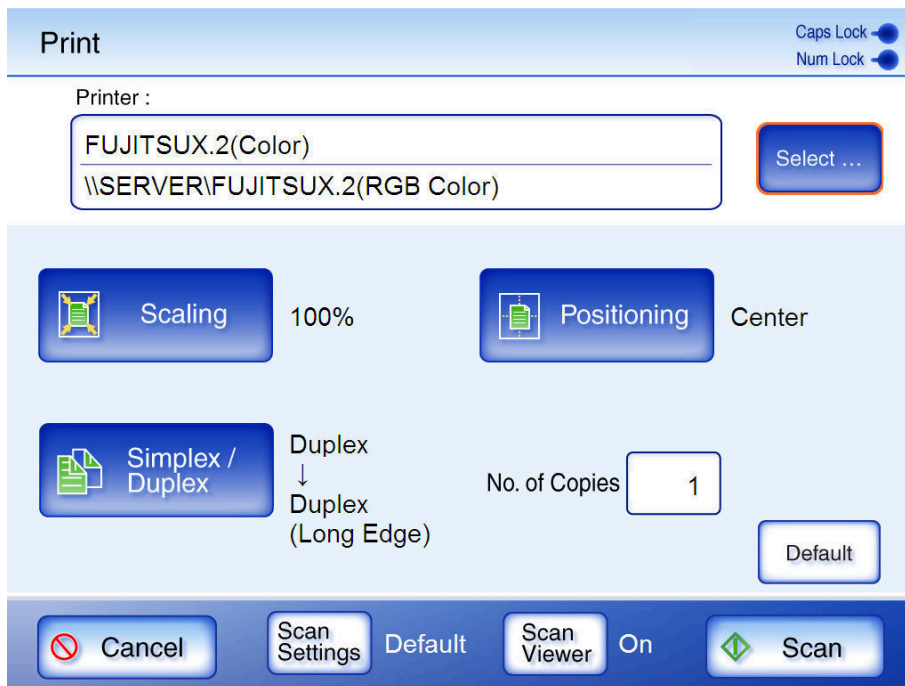 Print
Caps Lock
Num Lock
Printer :
FUJITSUX.2(Color)
\\SERVER\FUJITSUX.2(RGB Color)
Select ...
Scaling
100%
Positioning
Center
Simplex /
Duplex
Duplex
↓
Duplex
(Long Edge)
No. of Copies
1
Default
Cancel
Scan
Settings
Default
Scan
Viewer
On
Scan